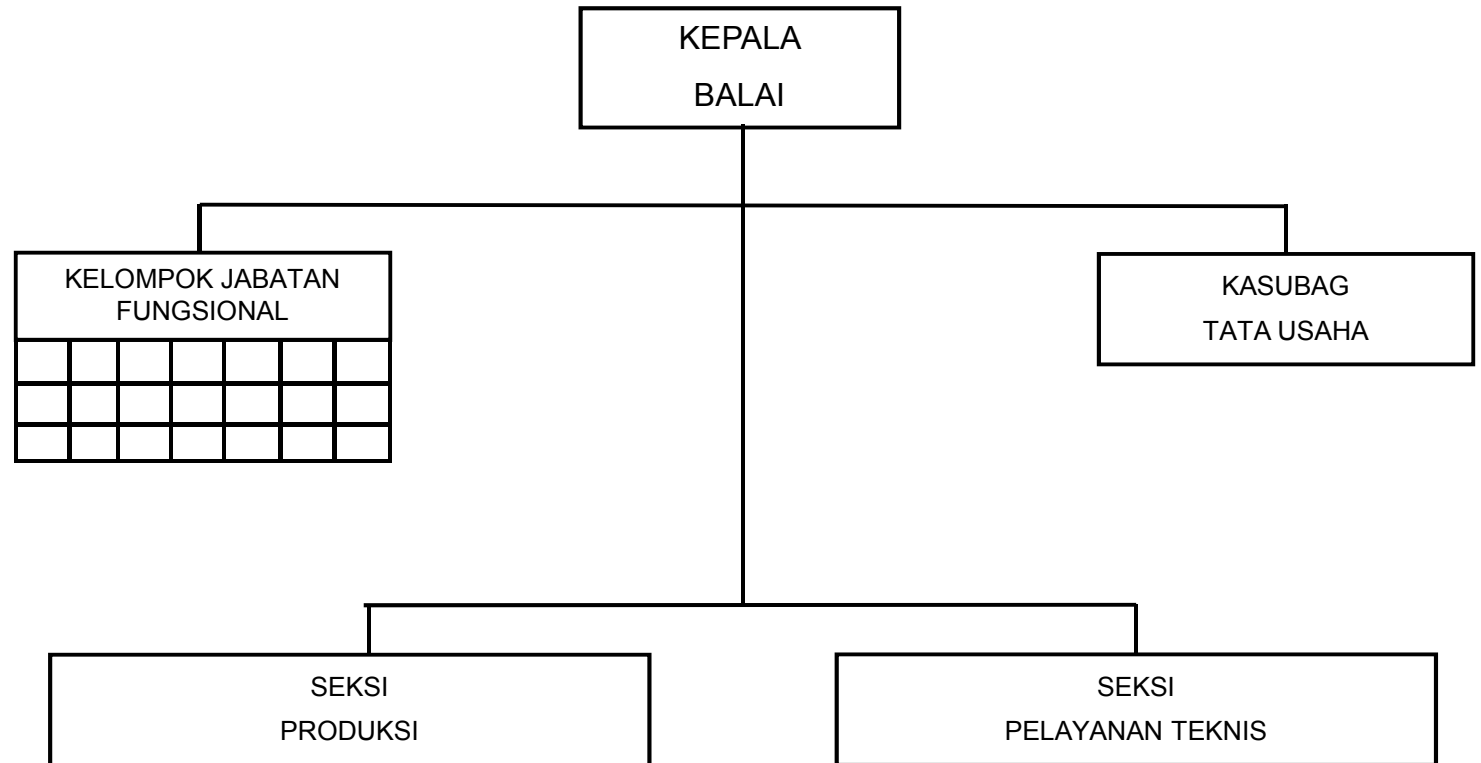 KEPALA
BALAI
KELOMPOK JABATAN
FUNGSIONAL
KASUBAG
TATA USAHA
SEKSI
PRODUKSI
SEKSI
PELAYANAN TEKNIS